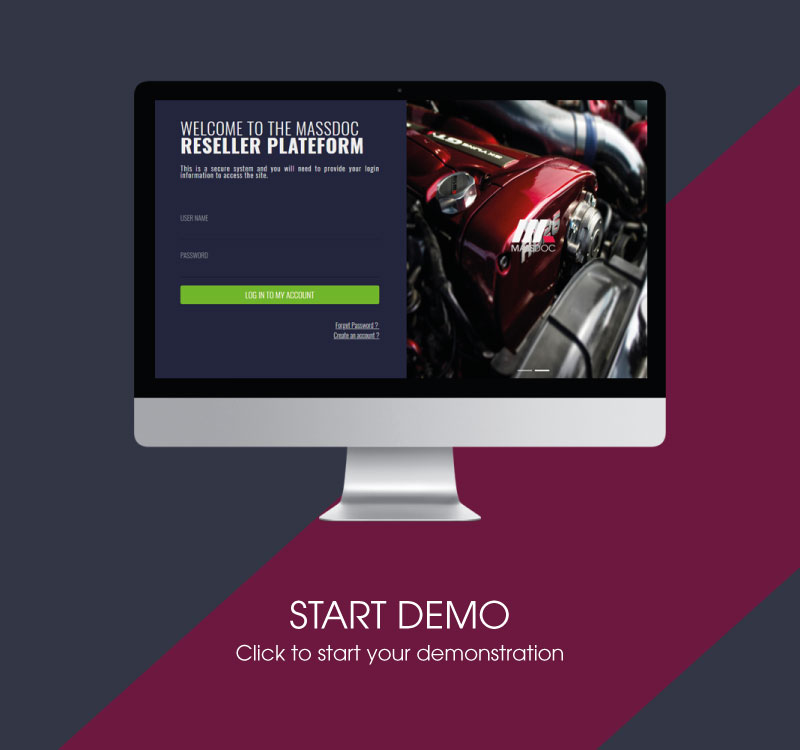 WELCOME TO THE MASSDOC
RESELLER PLATEFORM
This is a secure system and you will need to provide your login
information to access the site.
USER NAME
PASSWORD
LOG IN TO MY ACCOUNT
Forgot Password ?
Create an account ?
MASSDOC
START DEMO
Click to start your demonstration